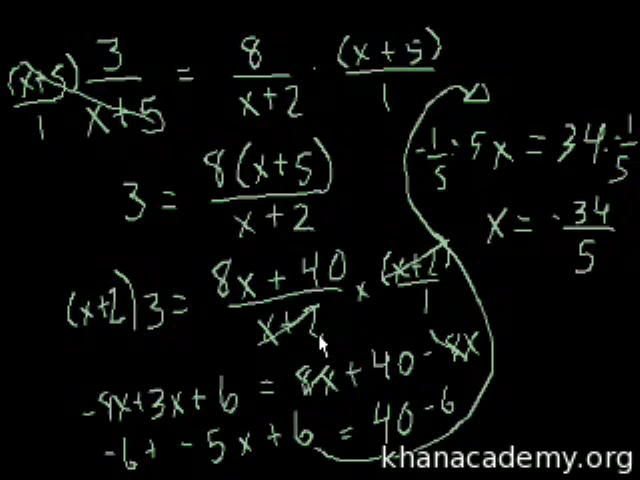 (x+5)/1 3/(x+5) = 8/(x+2) · (x+5)/1
3 = 8(x+5)/(x+2)
(x+2)3 = (8x+40)/(x+2) × (x+2)/1
-8x+3x+6 = 8x+40-8x
-6+ -5x+6 = 40-6
-1/5 · 5x = 34 · -1/5
x = -34/5
khanacademy.org